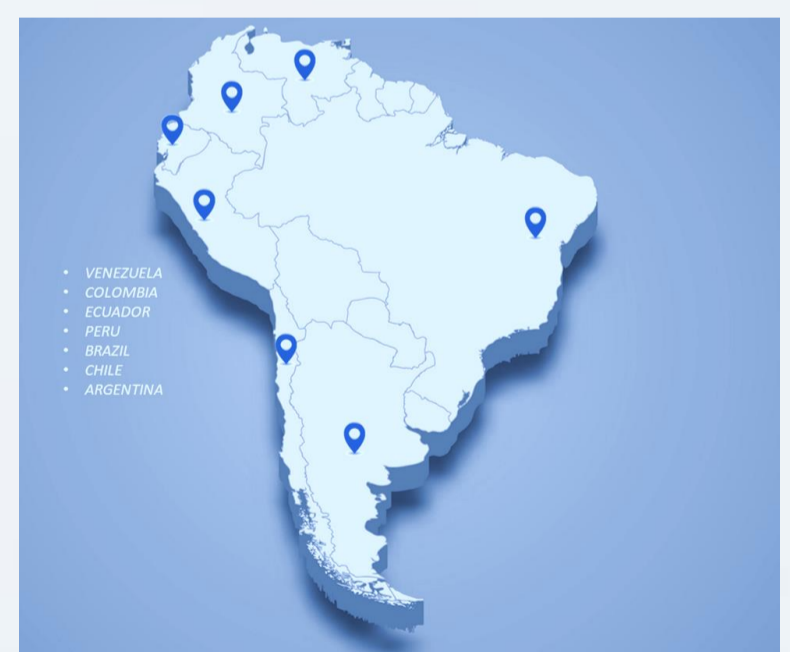 • VENEZUELA
• COLOMBIA
• ECUADOR
• PERU
• BRAZIL
• CHILE
• ARGENTINA